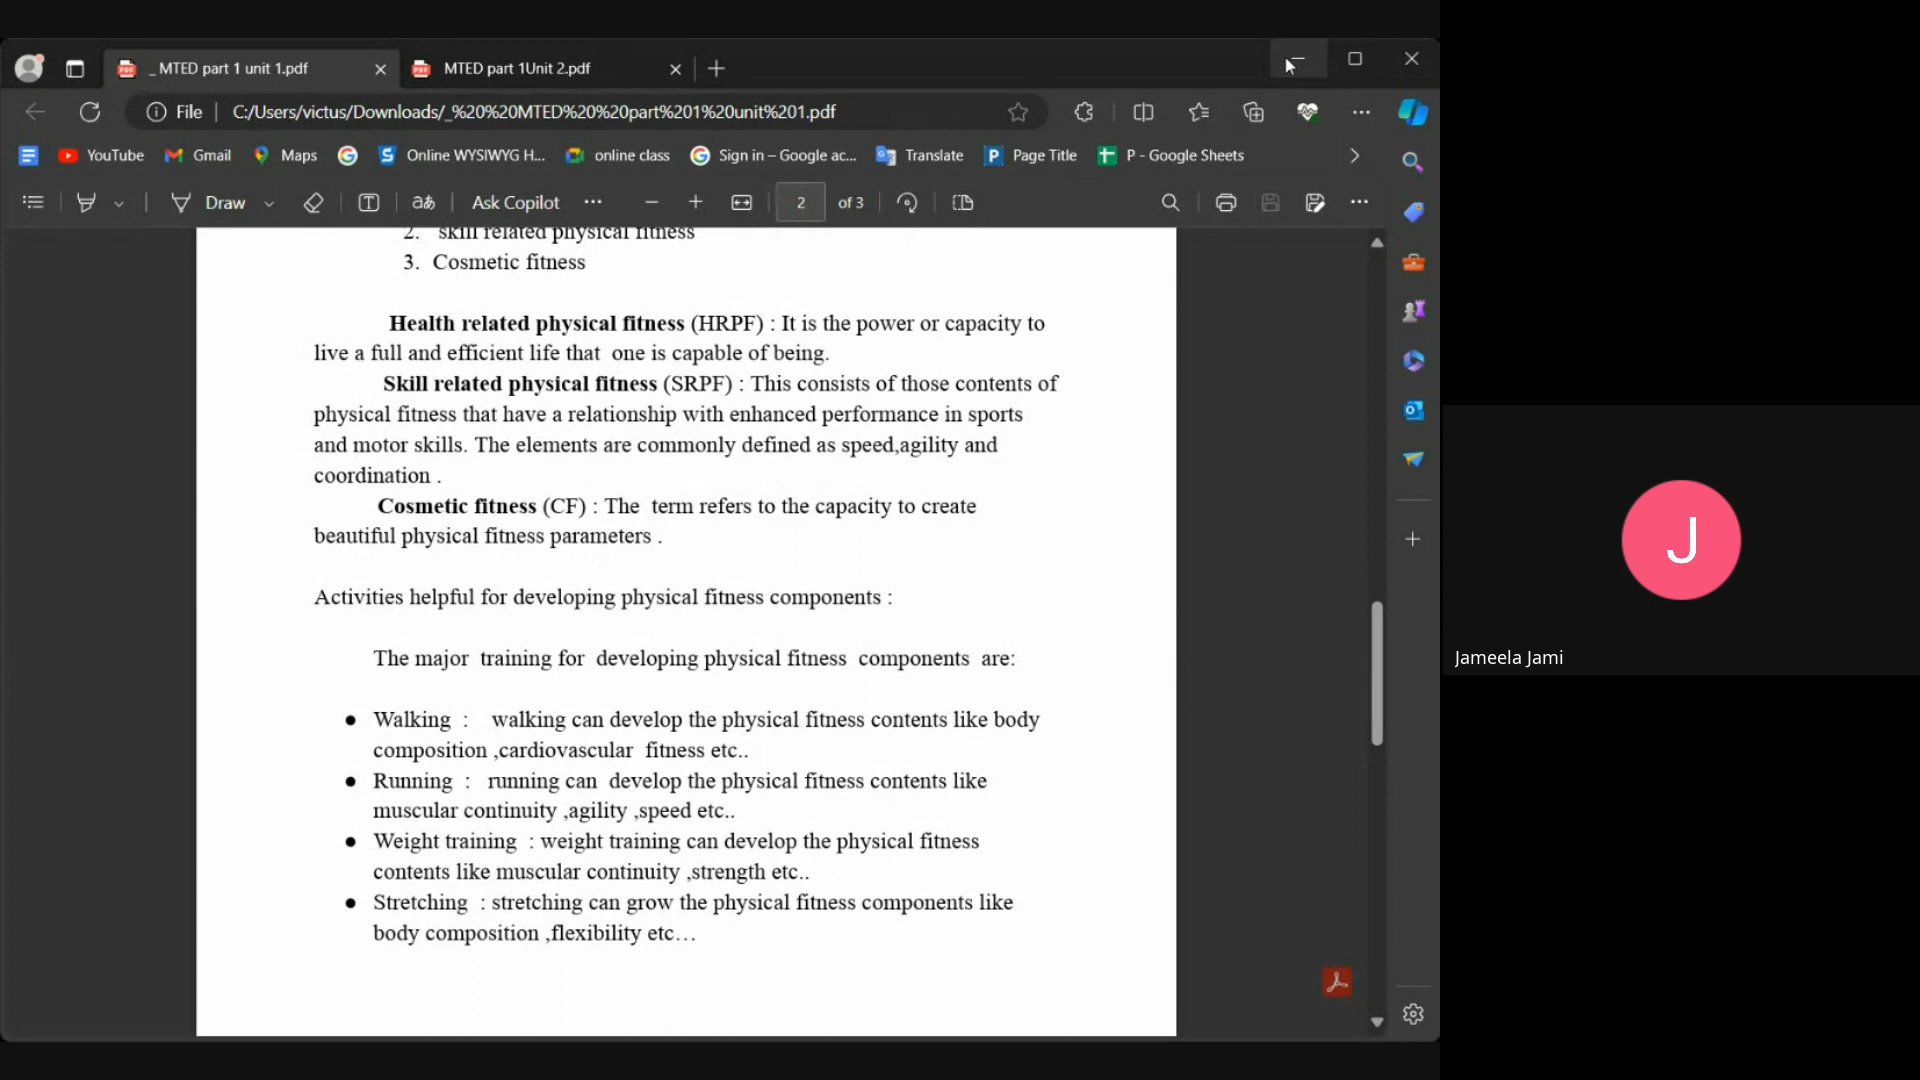 _ MTED part 1 unit 1.pdf
MTED part 1Unit 2.pdf
File
C:/Users/victus/Downloads/_%20%20MTED%20%20part%201%20unit%201.pdf
YouTube
Gmail
Maps
Online WYSIWYG H...
online class
Sign in – Google ac...
Translate
Page Title
P - Google Sheets
Draw
Ask Copilot
2
of 3
2. skill related physical fitness
3. Cosmetic fitness
Health related physical fitness (HRPF) : It is the power or capacity to
live a full and efficient life that one is capable of being.
Skill related physical fitness (SRPF) : This consists of those contents of
physical fitness that have a relationship with enhanced performance in sports
and motor skills. The elements are commonly defined as speed,agility and
coordination .
Cosmetic fitness (CF) : The term refers to the capacity to create
beautiful physical fitness parameters .
Activities helpful for developing physical fitness components :
The major training for developing physical fitness components are:
● Walking : walking can develop the physical fitness contents like body
composition ,cardiovascular fitness etc..
● Running : running can develop the physical fitness contents like
muscular continuity ,agility ,speed etc..
● Weight training : weight training can develop the physical fitness
contents like muscular continuity ,strength etc..
● Stretching : stretching can grow the physical fitness components like
body composition ,flexibility etc…
J
Jameela Jami